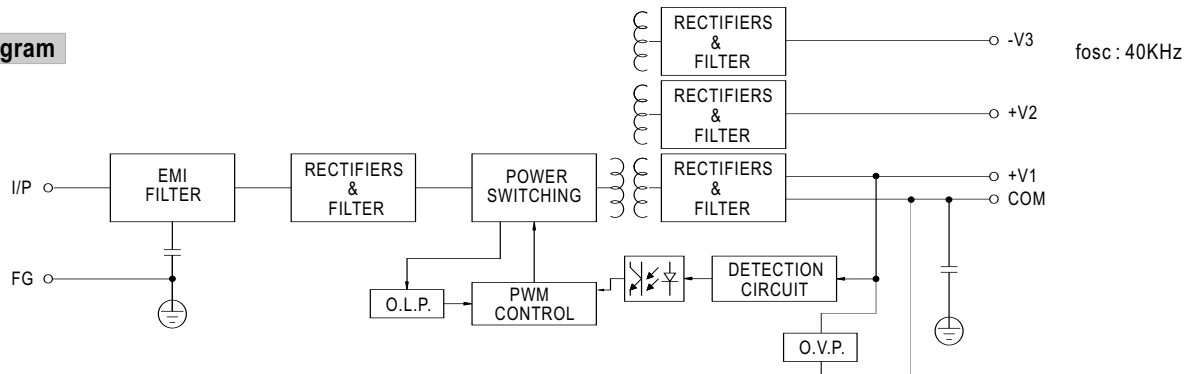 gram
RECTIFIERS
&
FILTER
-V3
fosc : 40KHz
RECTIFIERS
&
FILTER
+V2
I/P
EMI
FILTER
RECTIFIERS
&
FILTER
POWER
SWITCHING
RECTIFIERS
&
FILTER
+V1
COM
FG
O.L.P.
PWM
CONTROL
DETECTION
CIRCUIT
O.V.P.